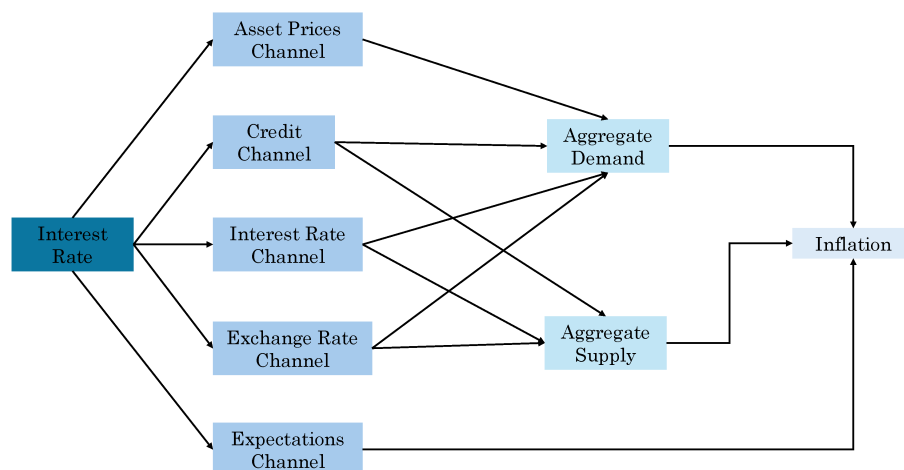 Asset Prices
Channel
Credit
Channel
Aggregate
Demand
Interest
Rate
Interest Rate
Channel
Inflation
Exchange Rate
Channel
Aggregate
Supply
Expectations
Channel